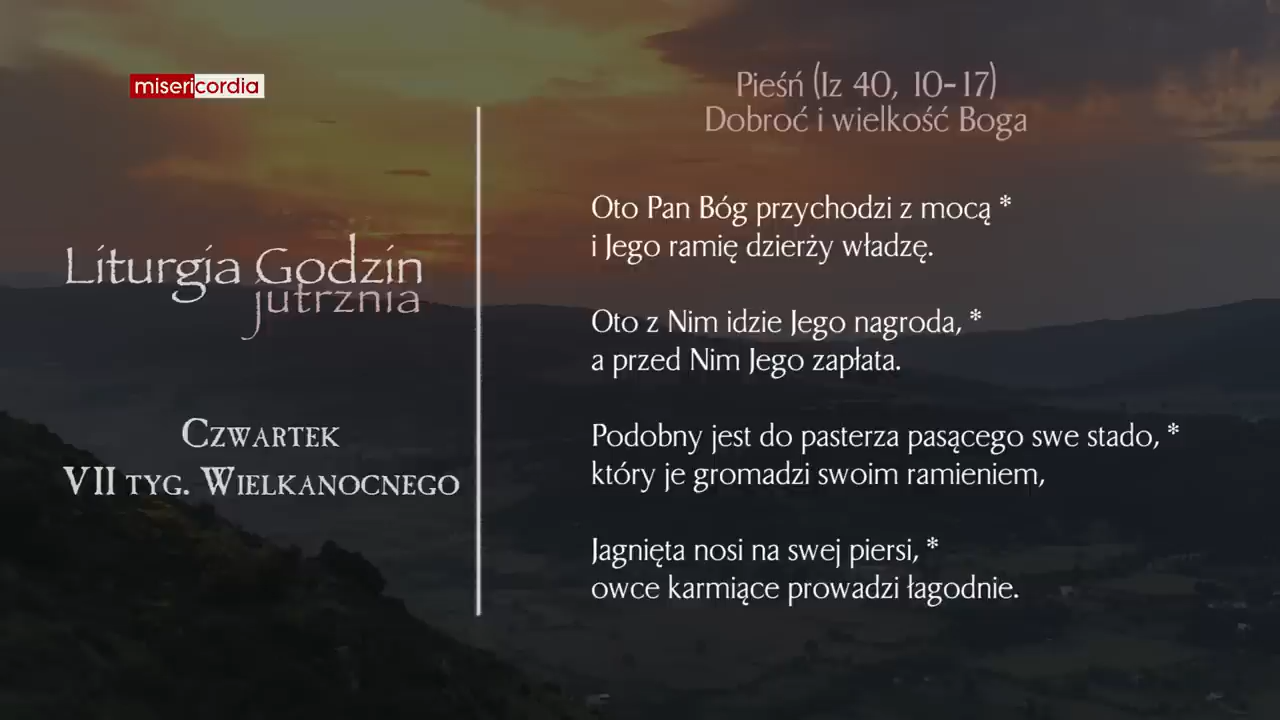 misericordia
Liturgia Godzin
jutrznia
Czwartek
VII tyg. Wielkanocnego
Pieśń (Iz 40, 10-17)
Dobroć i wielkość Boga
Oto Pan Bóg przychodzi z mocą *
i Jego ramię dzierży władzę.
Oto z Nim idzie Jego nagroda, *
a przed Nim Jego zapłata.
Podobny jest do pasterza pasącego swe stado, *
który je gromadzi swoim ramieniem,
Jagnięta nosi na swej piersi, *
owce karmiące prowadzi łagodnie.